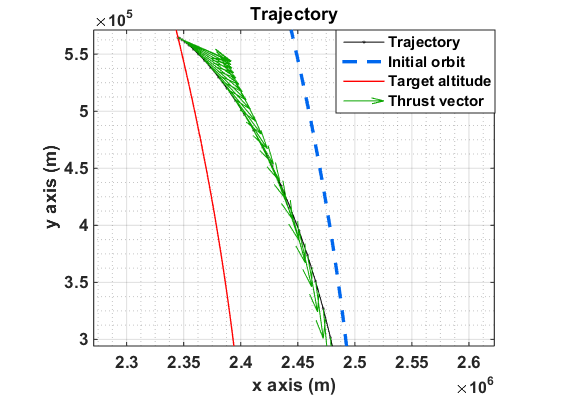 Trajectory
×10^5
5.5
5
4.5
4
3.5
3
y axis (m)
Trajectory
Initial orbit
Target altitude
Thrust vector
2.3 2.35 2.4 2.45 2.5 2.55 2.6
x axis (m)
×10^6